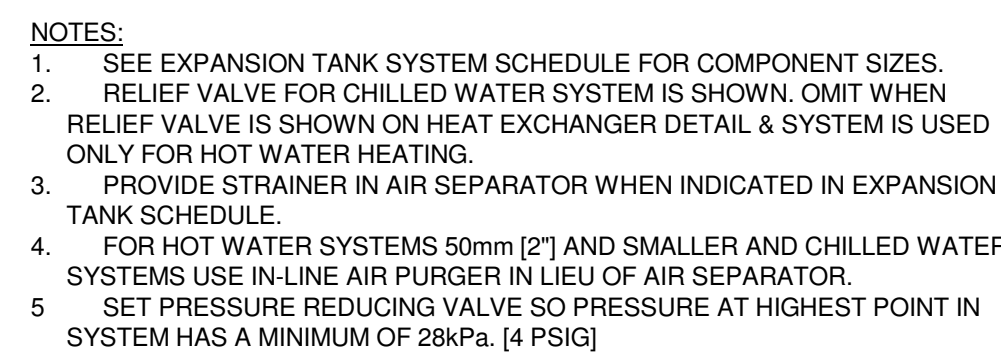 NOTES:
1. SEE EXPANSION TANK SYSTEM SCHEDULE FOR COMPONENT SIZES.
2. RELIEF VALVE FOR CHILLED WATER SYSTEM IS SHOWN. OMIT WHEN
RELIEF VALVE IS SHOWN ON HEAT EXCHANGER DETAIL & SYSTEM IS USED
ONLY FOR HOT WATER HEATING.
3. PROVIDE STRAINER IN AIR SEPARATOR WHEN INDICATED IN EXPANSION
TANK SCHEDULE.
4. FOR HOT WATER SYSTEMS 50mm [2"] AND SMALLER AND CHILLED WATER
SYSTEMS USE IN-LINE AIR PURGER IN LIEU OF AIR SEPARATOR.
5 SET PRESSURE REDUCING VALVE SO PRESSURE AT HIGHEST POINT IN
SYSTEM HAS A MINIMUM OF 28kPa. [4 PSIG]